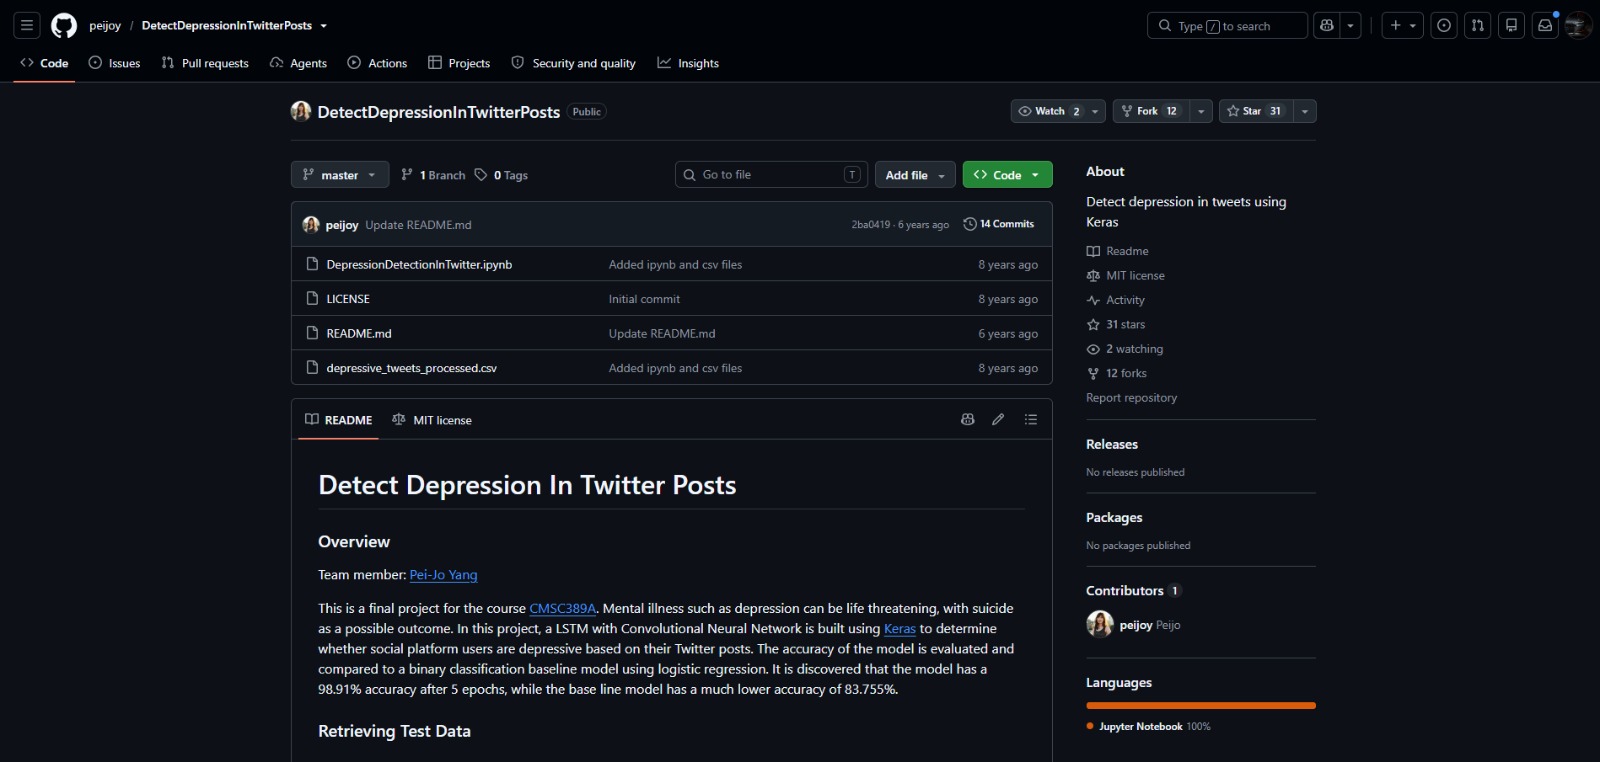 peijoy / DetectDepressionInTwitterPosts
Type / to search
Code Issues Pull requests Agents Actions Projects Security and quality Insights
DetectDepressionInTwitterPosts Public
Watch 2 Fork 12 Star 31
master 1 Branch 0 Tags
Go to file T Add file Code
peijoy Update README.md 2ba0419 · 6 years ago 14 Commits
DepressionDetectionInTwitter.ipynb Added ipynb and csv files 8 years ago
LICENSE Initial commit 8 years ago
README.md Update README.md 6 years ago
depressive_tweets_processed.csv Added ipynb and csv files 8 years ago
README MIT license
Detect Depression In Twitter Posts
Overview
Team member: Pei-Jo Yang
This is a final project for the course CMSC389A. Mental illness such as depression can be life threatening, with suicide
as a possible outcome. In this project, a LSTM with Convolutional Neural Network is built using Keras to determine
whether social platform users are depressive based on their Twitter posts. The accuracy of the model is evaluated and
compared to a binary classification baseline model using logistic regression. It is discovered that the model has a
98.91% accuracy after 5 epochs, while the base line model has a much lower accuracy of 83.755%.
Retrieving Test Data
About
Detect depression in tweets using
Keras
Readme
MIT license
Activity
31 stars
2 watching
12 forks
Report repository
Releases
No releases published
Packages
No packages published
Contributors 1
peijoy Peijo
Languages
Jupyter Notebook 100%